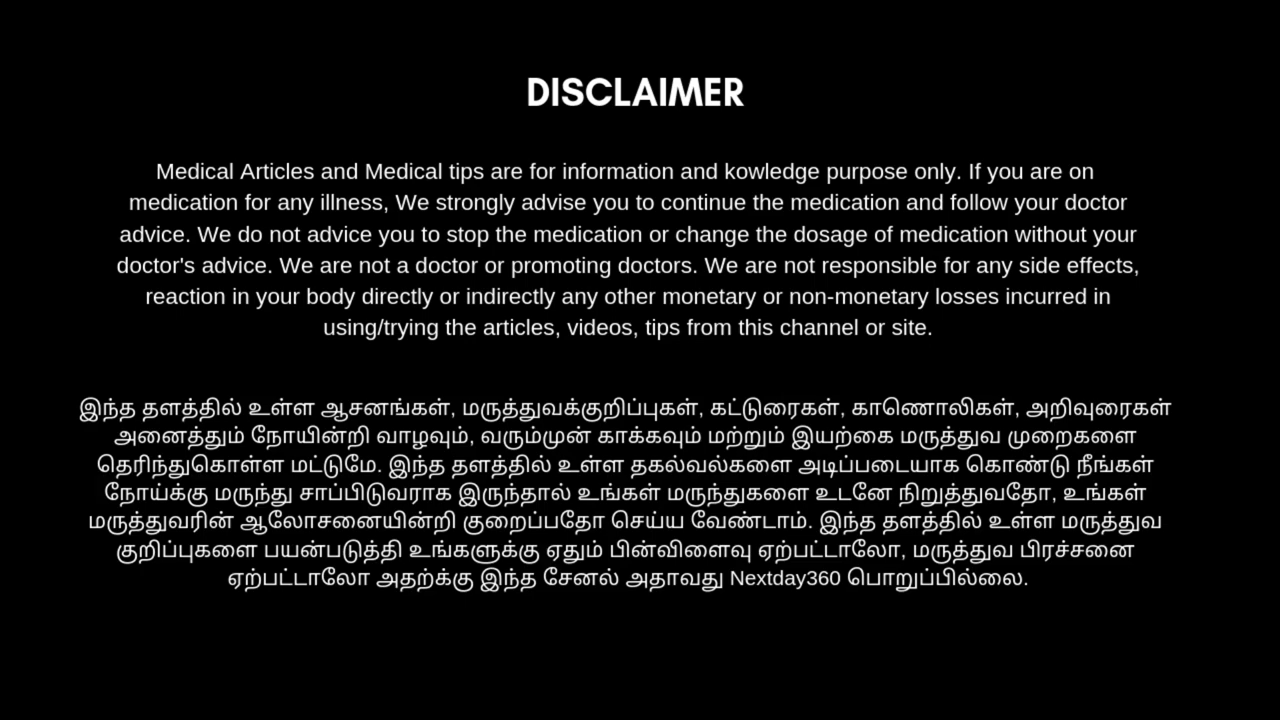 DISCLAIMER
Medical Articles and Medical tips are for information and kowledge purpose only. If you are on
medication for any illness, We strongly advise you to continue the medication and follow your doctor
advice. We do not advice you to stop the medication or change the dosage of medication without your
doctor's advice. We are not a doctor or promoting doctors. We are not responsible for any side effects,
reaction in your body directly or indirectly any other monetary or non-monetary losses incurred in
using/trying the articles, videos, tips from this channel or site.
இந்த தளத்தில் உள்ள ஆசனங்கள், மருத்துவக்குறிப்புகள், கட்டுரைகள், காணொலிகள், அறிவுரைகள்
அனைத்தும் நோயின்றி வாழவும், வரும்முன் காக்கவும் மற்றும் இயற்கை மருத்துவ முறைகளை
தெரிந்துகொள்ள மட்டுமே. இந்த தளத்தில் உள்ள தகல்வல்களை அடிப்படையாக கொண்டு நீங்கள்
நோய்க்கு மருந்து சாப்பிடுவராக இருந்தால் உங்கள் மருந்துகளை உடனே நிறுத்துவதோ, உங்கள்
மருத்துவரின் ஆலோசனையின்றி குறைப்பதோ செய்ய வேண்டாம். இந்த தளத்தில் உள்ள மருத்துவ
குறிப்புகளை பயன்படுத்தி உங்களுக்கு ஏதும் பின்விளைவு ஏற்பட்டாலோ, மருத்துவ பிரச்சனை
ஏற்பட்டாலோ அதற்க்கு இந்த சேனல் அதாவது Nextday360 பொறுப்பில்லை.